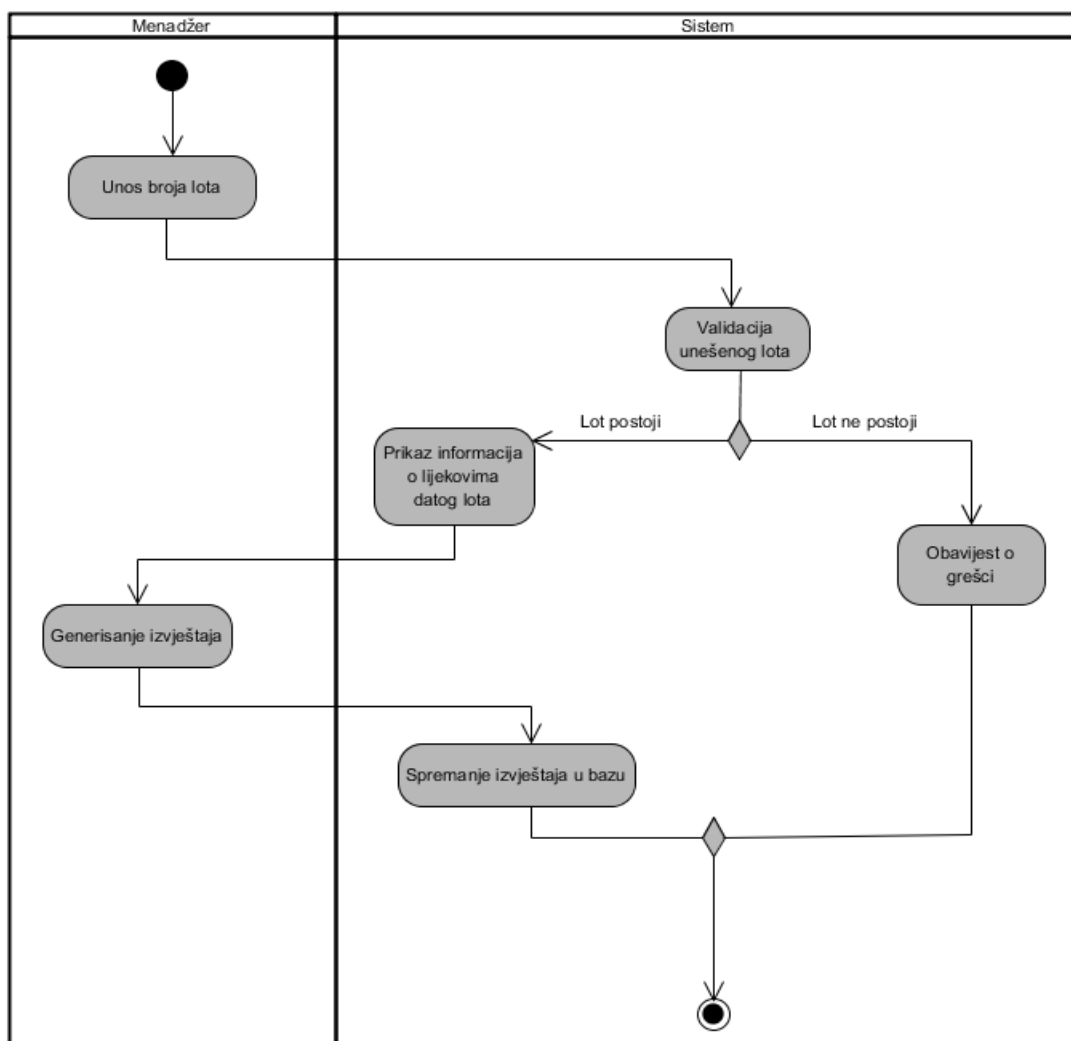 Menadžer
Sistem
Unos broja lota
Validacija
unešenog lota
Lot postoji
Lot ne postoji
Prikaz informacija
o lijekovima
datog lota
Obavijest o
grešci
Generisanje izvještaja
Spremanje izvještaja u bazu